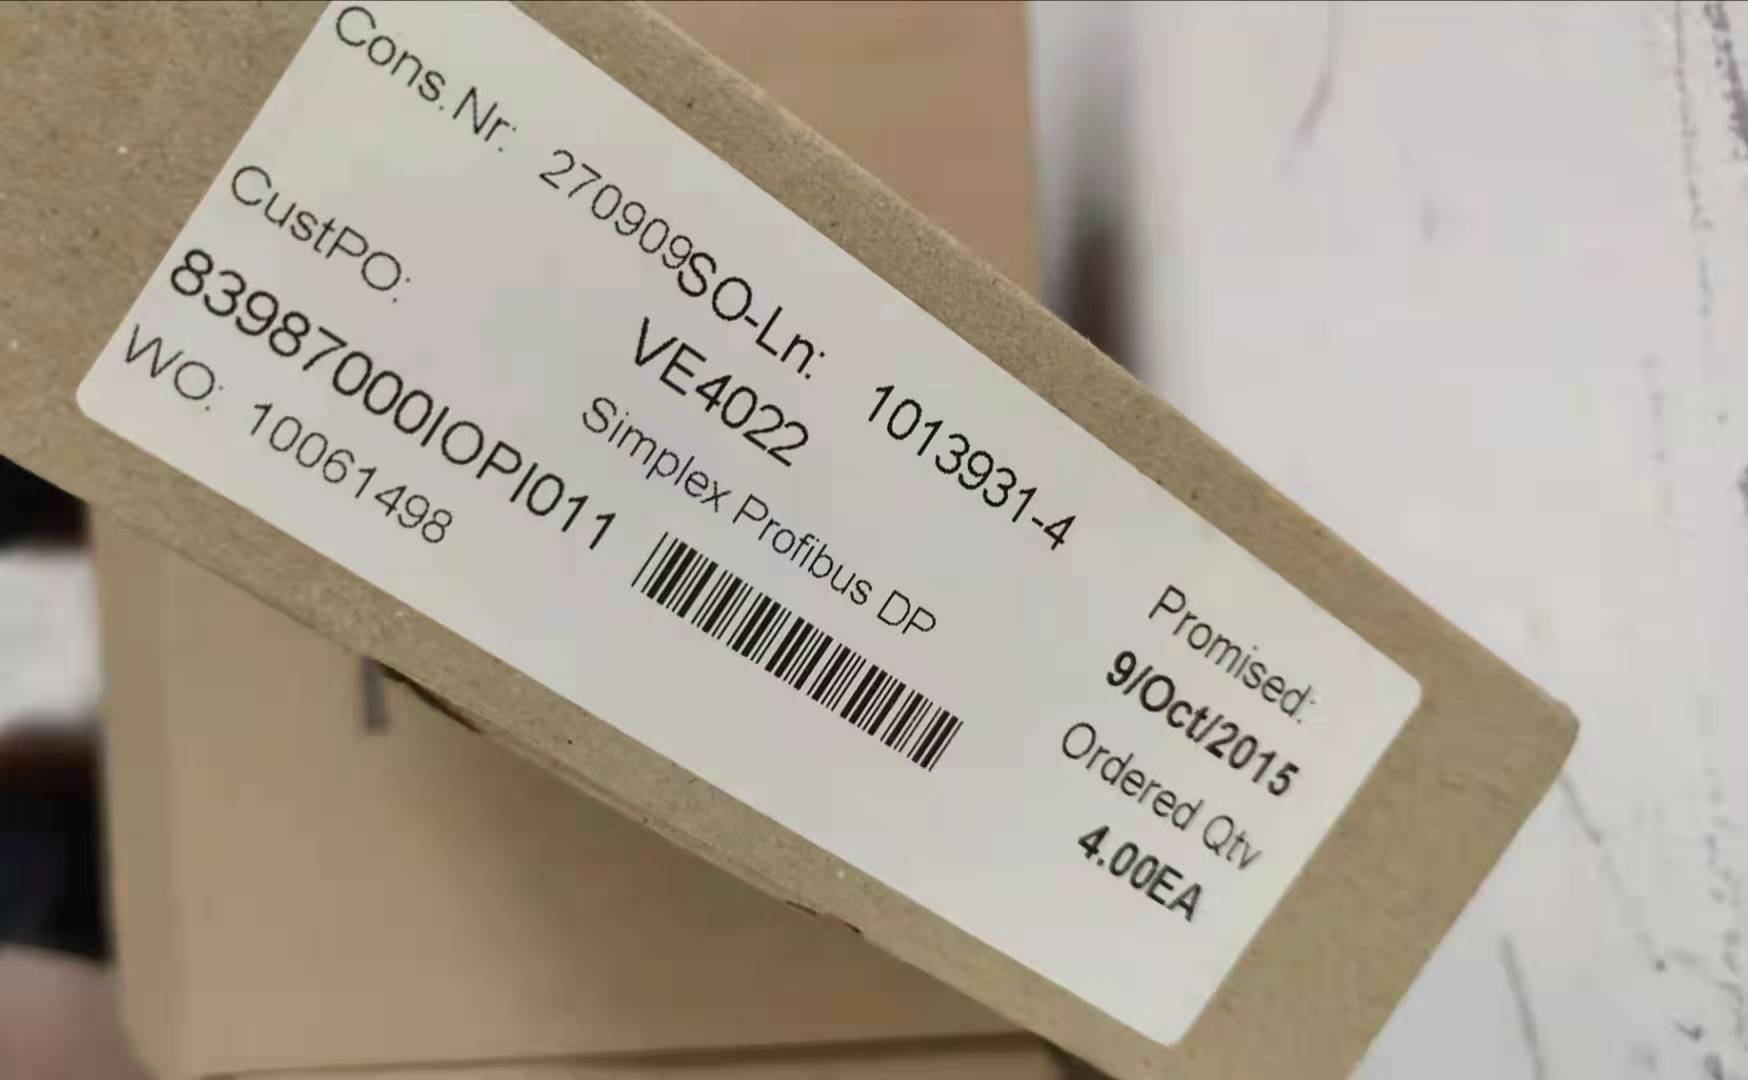 Cons.Nr: 270909SO-Ln: 1013931-4
CustPO: VE4022
83987000IOPI011 Simplex Profibus DP
WO: 10061498
Promised:
9/Oct/2015
Ordered Qty
4.00EA